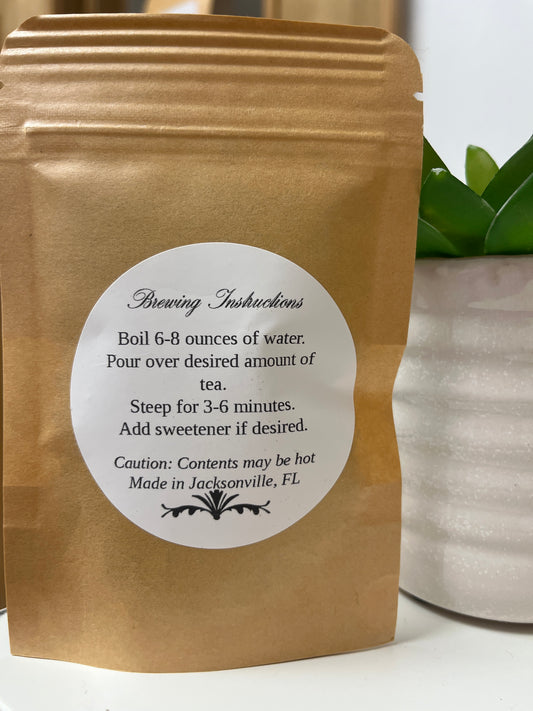 Brewing Instructions
Boil 6-8 ounces of water.
Pour over desired amount of
tea.
Steep for 3-6 minutes.
Add sweetener if desired.
Caution: Contents may be hot
Made in Jacksonville, FL